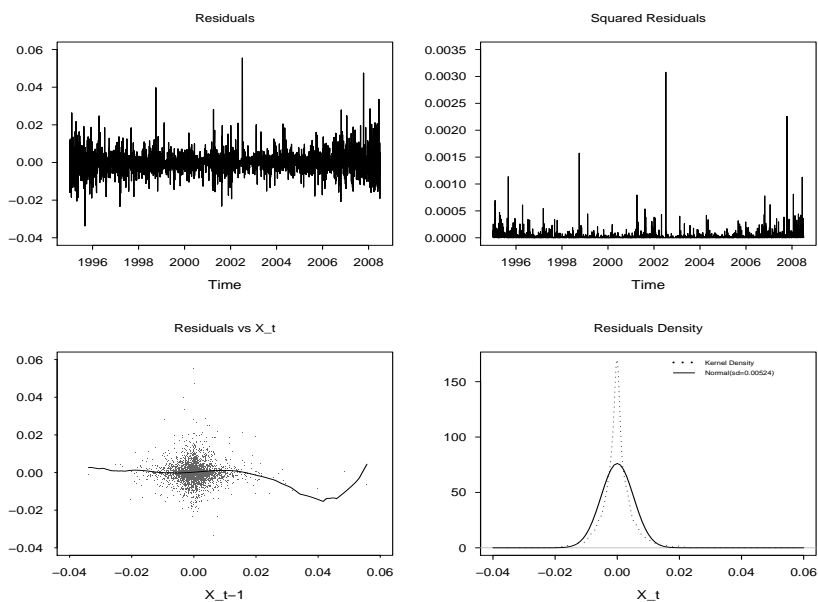 Residuals
0.06
0.04
0.02
0.00
−0.02
−0.04
1996 1998 2000 2002 2004 2006 2008
Time
Squared Residuals
0.0035
0.0030
0.0025
0.0020
0.0015
0.0010
0.0005
0.0000
1996 1998 2000 2002 2004 2006 2008
Time
Residuals vs X_t
0.06
0.04
0.02
0.00
−0.02
−0.04
−0.04 −0.02 0.00 0.02 0.04 0.06
X_t−1
Residuals Density
Kernel Density
Normal(sd=0.00524)
150
100
50
0
−0.04 −0.02 0.00 0.02 0.04 0.06
X_t